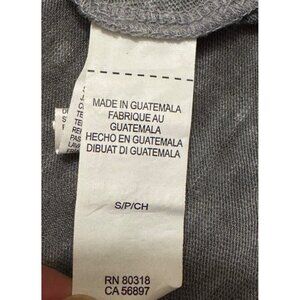 MADE IN GUATEMALA
FABRIQUE AU
GUATEMALA
HECHO EN GUATEMALA
DIBUAT DI GUATEMALA
S/P/CH
RN 80318
CA 56897